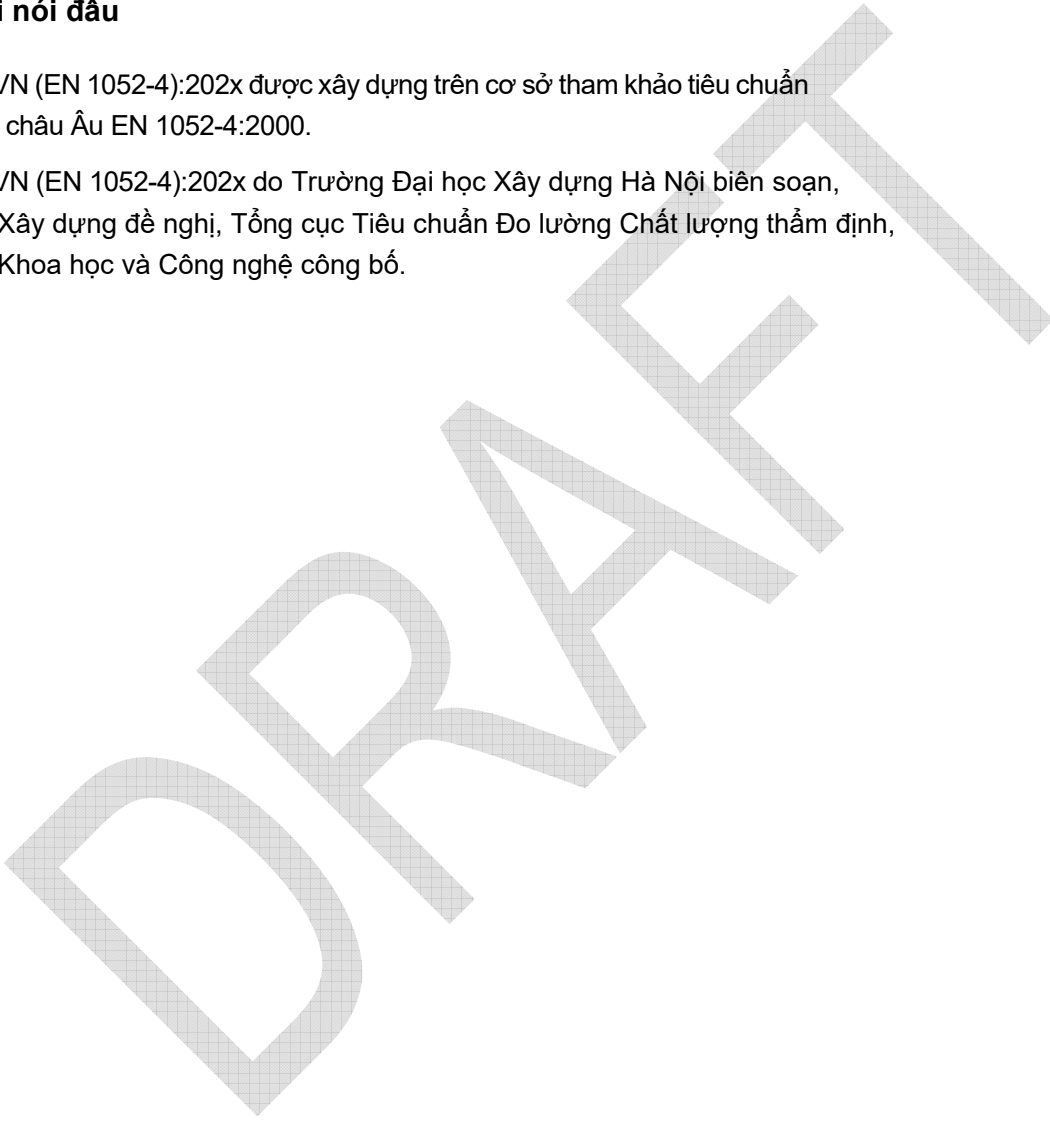 i nói đầu
VN (EN 1052-4):202x được xây dựng trên cơ sở tham khảo tiêu chuẩn
châu Âu EN 1052-4:2000.
VN (EN 1052-4):202x do Trường Đại học Xây dựng Hà Nội biên soạn,
Xây dựng đề nghị, Tổng cục Tiêu chuẩn Đo lường Chất lượng thẩm định,
Khoa học và Công nghệ công bố.
DRAFT